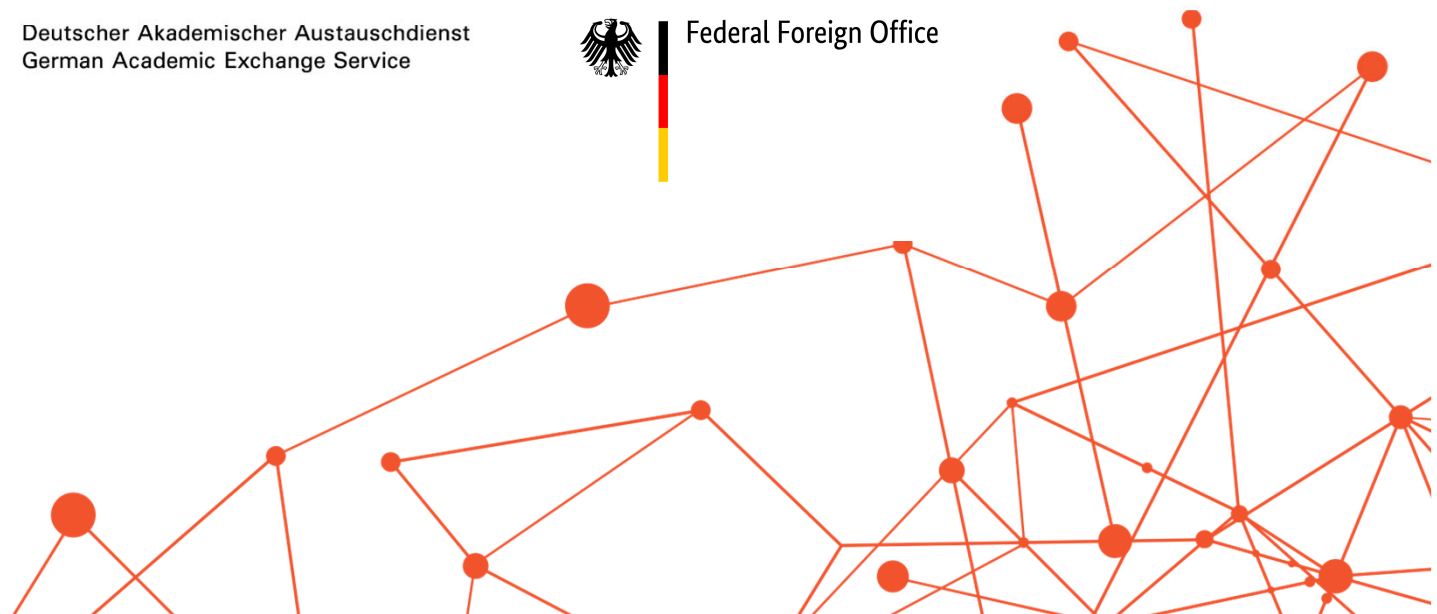 Deutscher Akademischer Austauschdienst
German Academic Exchange Service
Federal Foreign Office